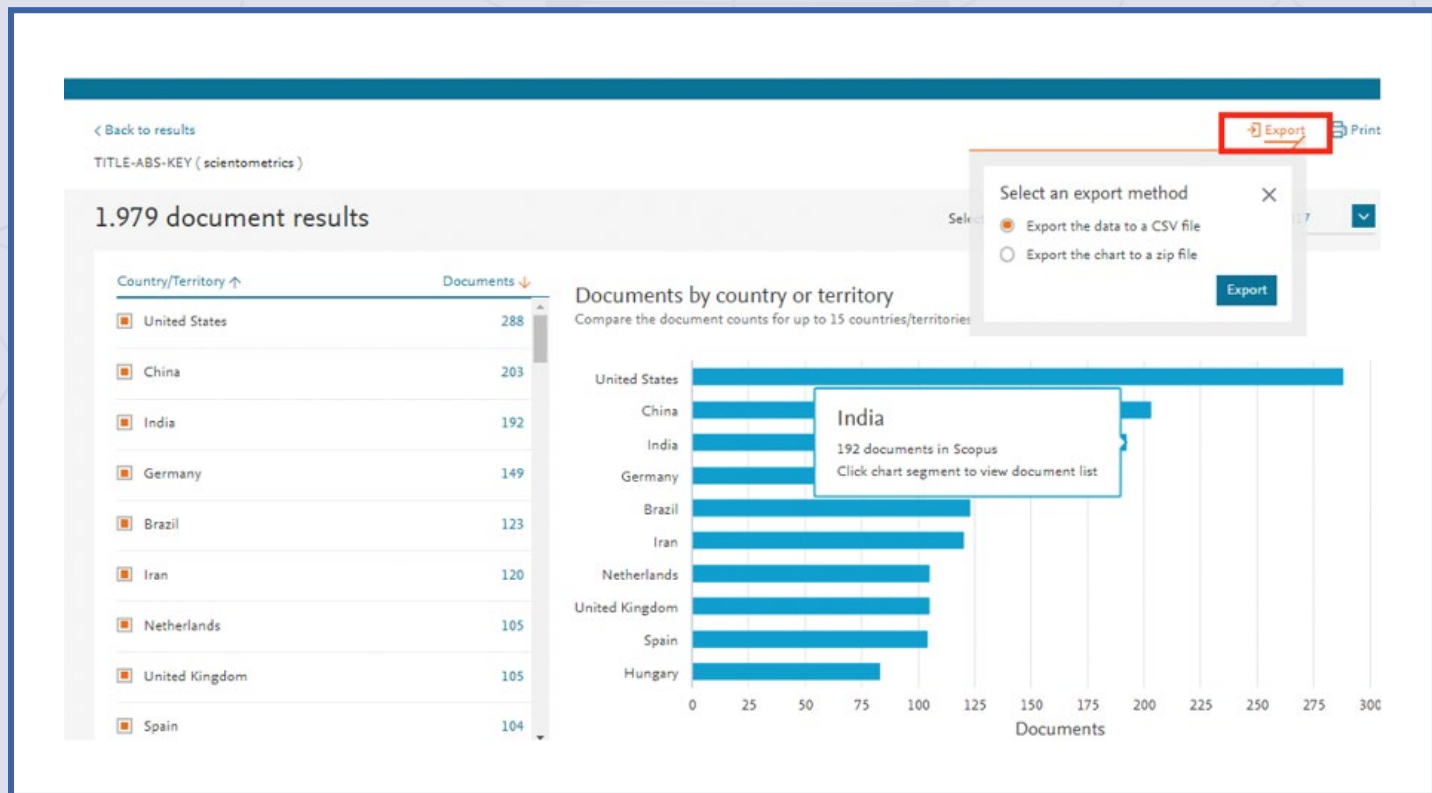 Back to results
Export
Print
TITLE-ABS-KEY ( scientometrics )
Select an export method
1.979 document results
Export the data to a CSV file
Export the chart to a zip file
Export
Country/Territory
Documents
United States 288
China 203
India 192
Germany 149
Brazil 123
Iran 120
Netherlands 105
United Kingdom 105
Spain 104
Documents by country or territory
Compare the document counts for up to 15 countries/territories
United States
China
India
Germany
Brazil
Iran
Netherlands
United Kingdom
Spain
Hungary
India
192 documents in Scopus
Click chart segment to view document list
0 25 50 75 100 125 150 175 200 225 250 275 300
Documents